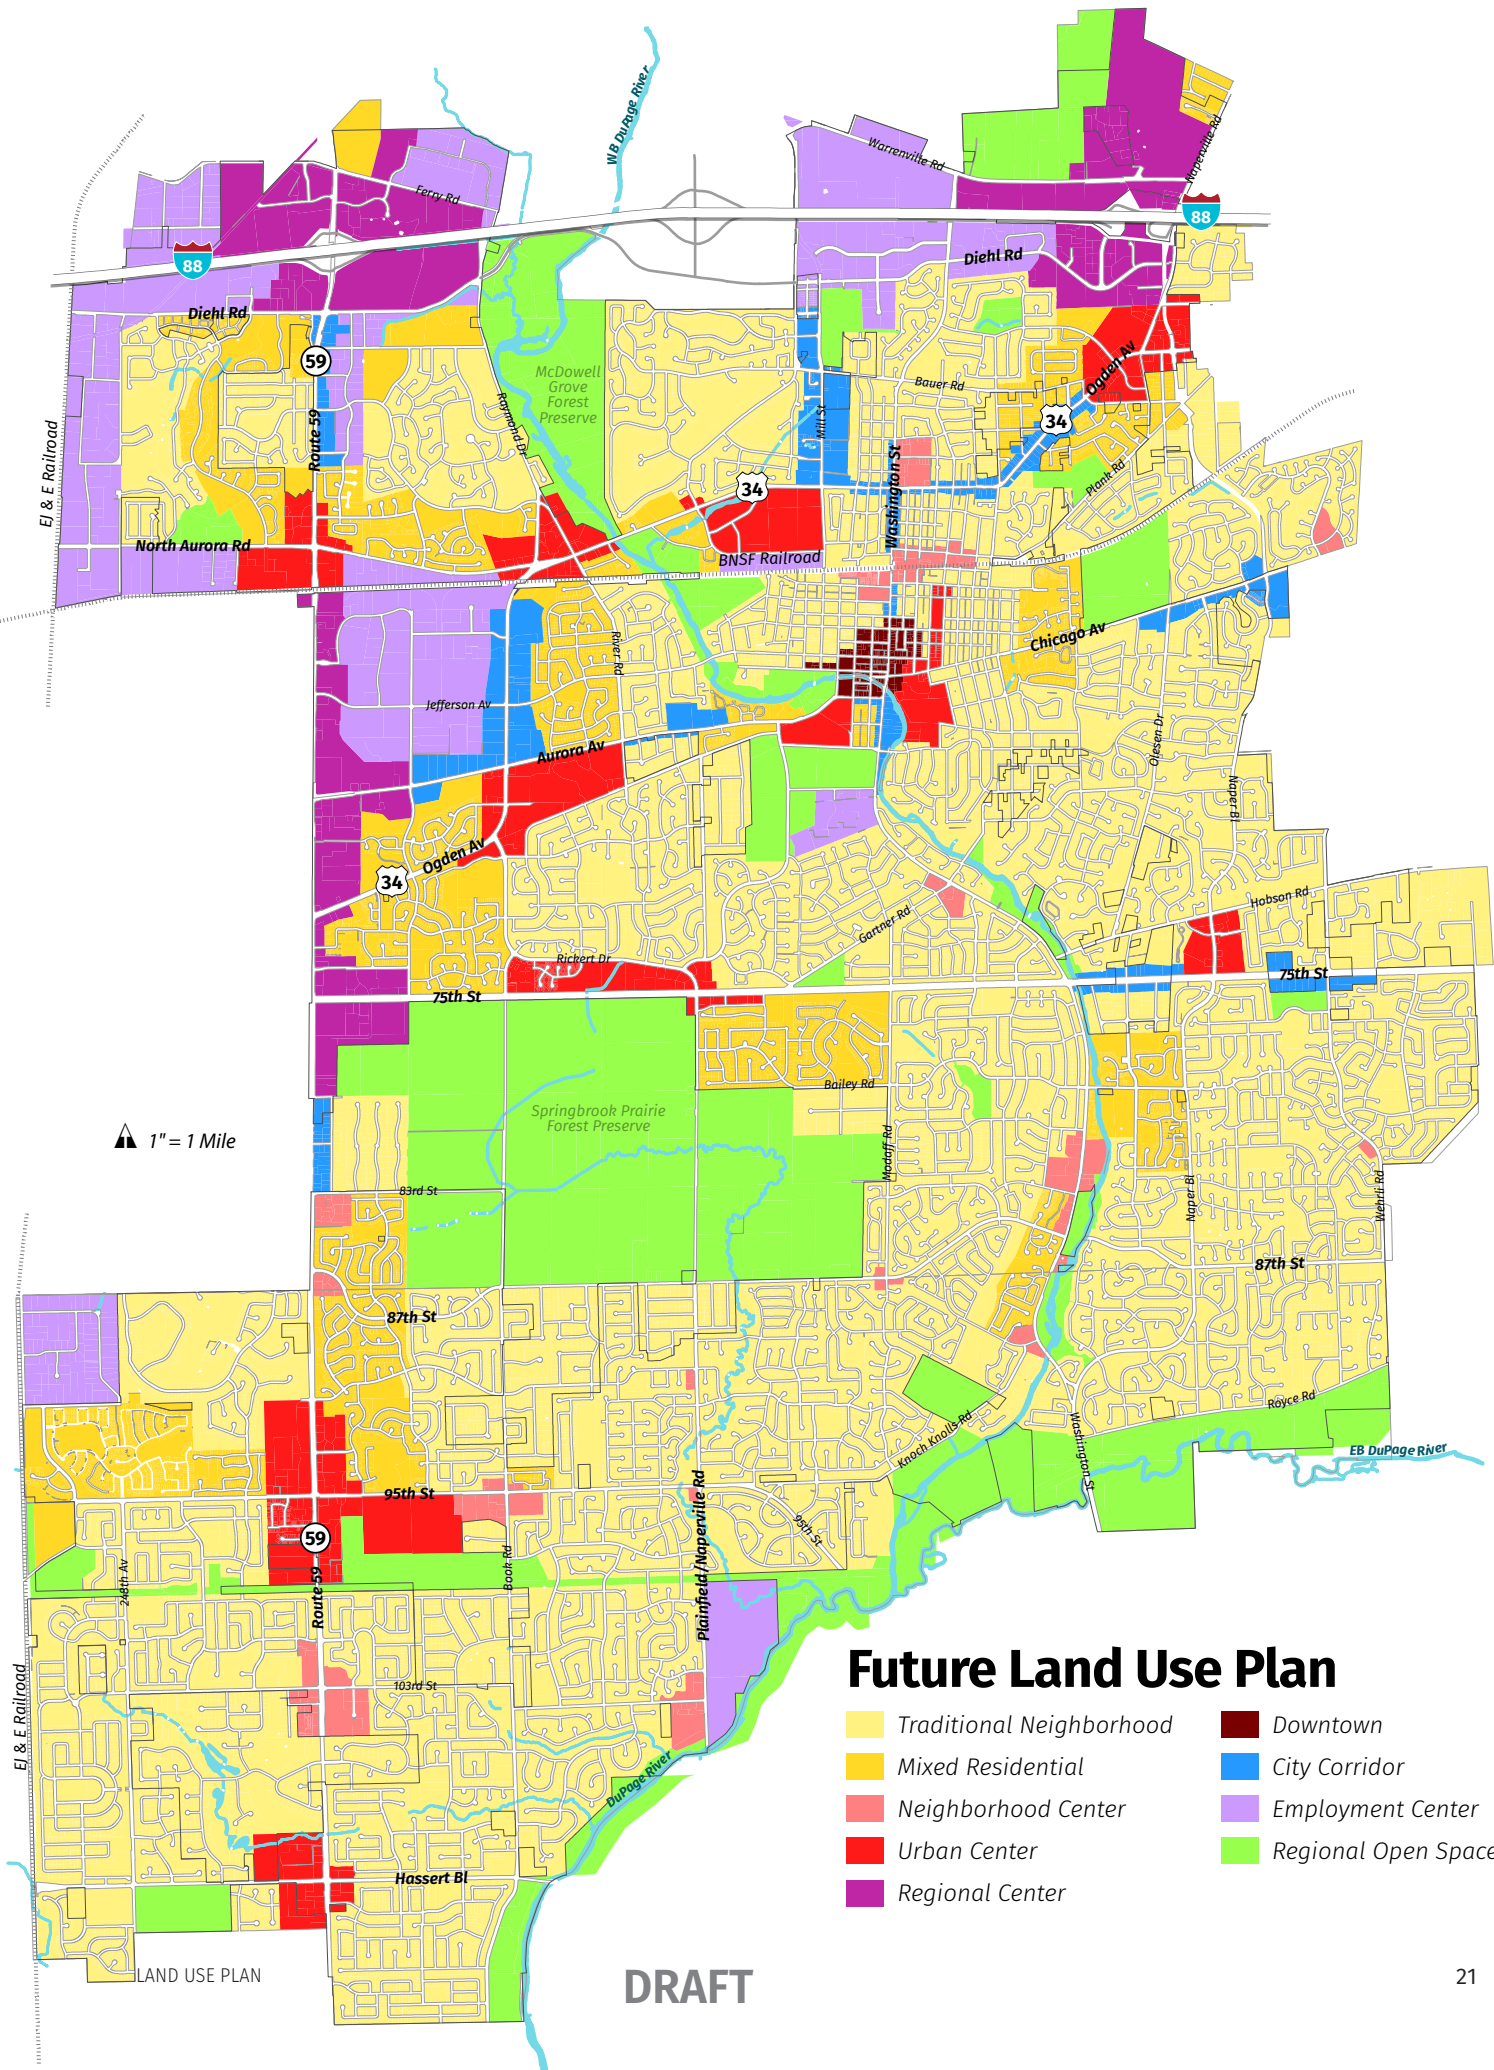 WB DuPage River
Warrenville Rd
Naperville Rd
Ferry Rd
88
88
Diehl Rd
Diehl Rd
59
McDowell
Grove
Forest
Preserve
Bauer Rd
Ogden Av
34
Mill St
Raymond Dr
Route 59
EJ & E Railroad
Washington St
Plank Rd
34
North Aurora Rd
BNSF Railroad
River Rd
Chicago Av
Jefferson Av
Aurora Av
Olesen Dr
Naper Bl
Ogden Av
34
Hobson Rd
Gartner Rd
Rickert Dr
75th St
75th St
Bailey Rd
Springbrook Prairie
Forest Preserve
1" = 1 Mile
Modaff Rd
83rd St
Naper Bl
Wehrli Rd
87th St
87th St
Royce Rd
Knoch Knolls Rd
Washington St
EB DuPage River
95th St
95th St
59
Book Rd
248th Av
Route 59
Plainfield/Naperville Rd
103rd St
EJ & E Railroad
DuPage River
Hassert Bl
Future Land Use Plan
Traditional Neighborhood
Mixed Residential
Neighborhood Center
Urban Center
Regional Center
Downtown
City Corridor
Employment Center
Regional Open Space
LAND USE PLAN
DRAFT
21